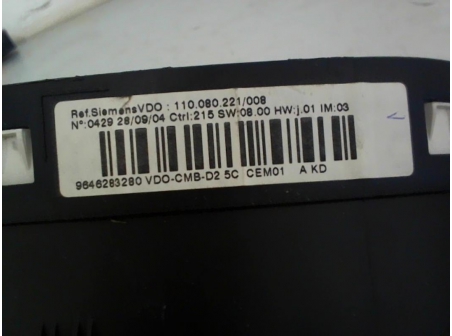 Ref.SiemensVDO : 110.080.221/008
N°:0429 28/09/04 Ctrl:215 SW:08.00 HW:j.01 IM:03
9646283280 VDO-CMB-D2 5C CEM01 A KD